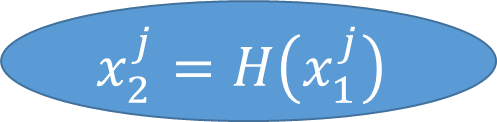 $x_2^j = H(x_1^j)$